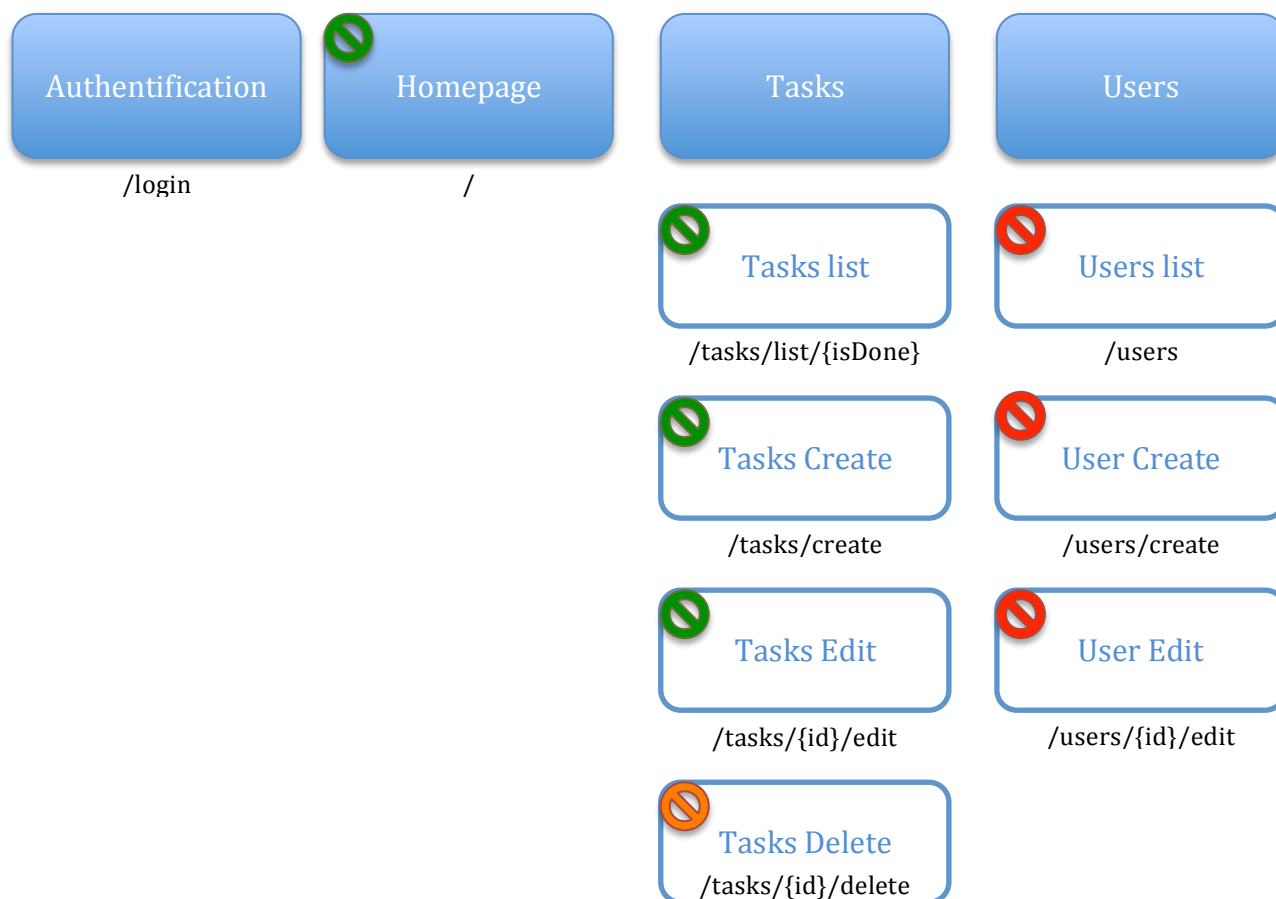 Authentification
Homepage
Tasks
Users
/login
/
Tasks list
Users list
/tasks/list/{isDone}
/users
Tasks Create
User Create
/tasks/create
/users/create
Tasks Edit
User Edit
/tasks/{id}/edit
/users/{id}/edit
Tasks Delete
/tasks/{id}/delete